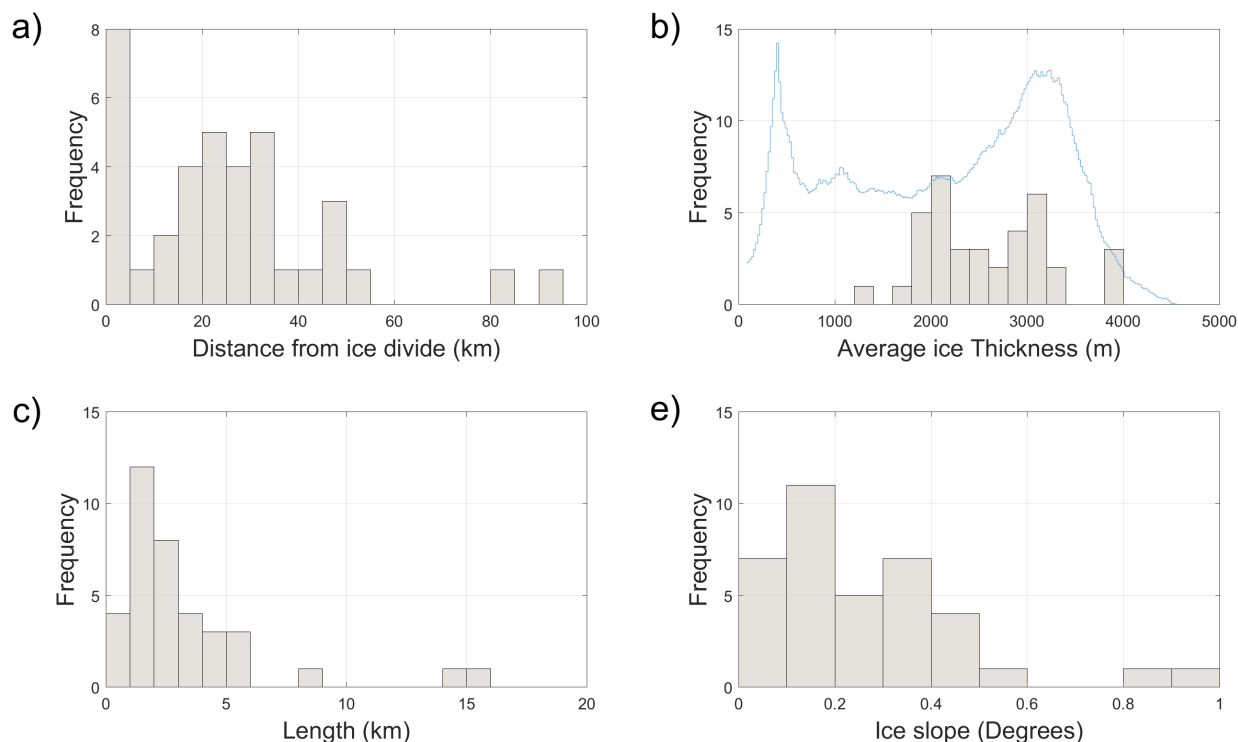 a)
8
6
4
2
0
Frequency
0 20 40 60 80 100
Distance from ice divide (km)
b)
15
10
5
0
Frequency
0 1000 2000 3000 4000 5000
Average ice Thickness (m)
c)
15
10
5
0
Frequency
0 5 10 15 20
Length (km)
e)
15
10
5
0
Frequency
0 0.2 0.4 0.6 0.8 1
Ice slope (Degrees)